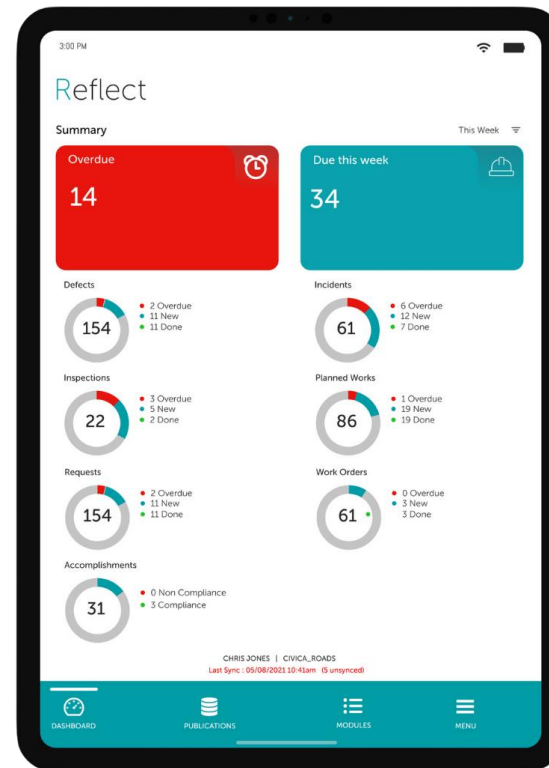 3:00 PM
Reflect
Summary
This Week
Overdue
14
Due this week
34
Defects
154
2 Overdue
11 New
11 Done
Incidents
61
6 Overdue
12 New
7 Done
Inspections
22
3 Overdue
5 New
2 Done
Planned Works
86
1 Overdue
19 New
19 Done
Requests
154
2 Overdue
11 New
11 Done
Work Orders
61
0 Overdue
3 New
3 Done
Accomplishments
31
0 Non Compliance
3 Compliance
CHRIS JONES | CIVICA_ROADS
Last Sync : 05/08/2021 10:41am (5 unsynced)
DASHBOARD
PUBLICATIONS
MODULES
MENU